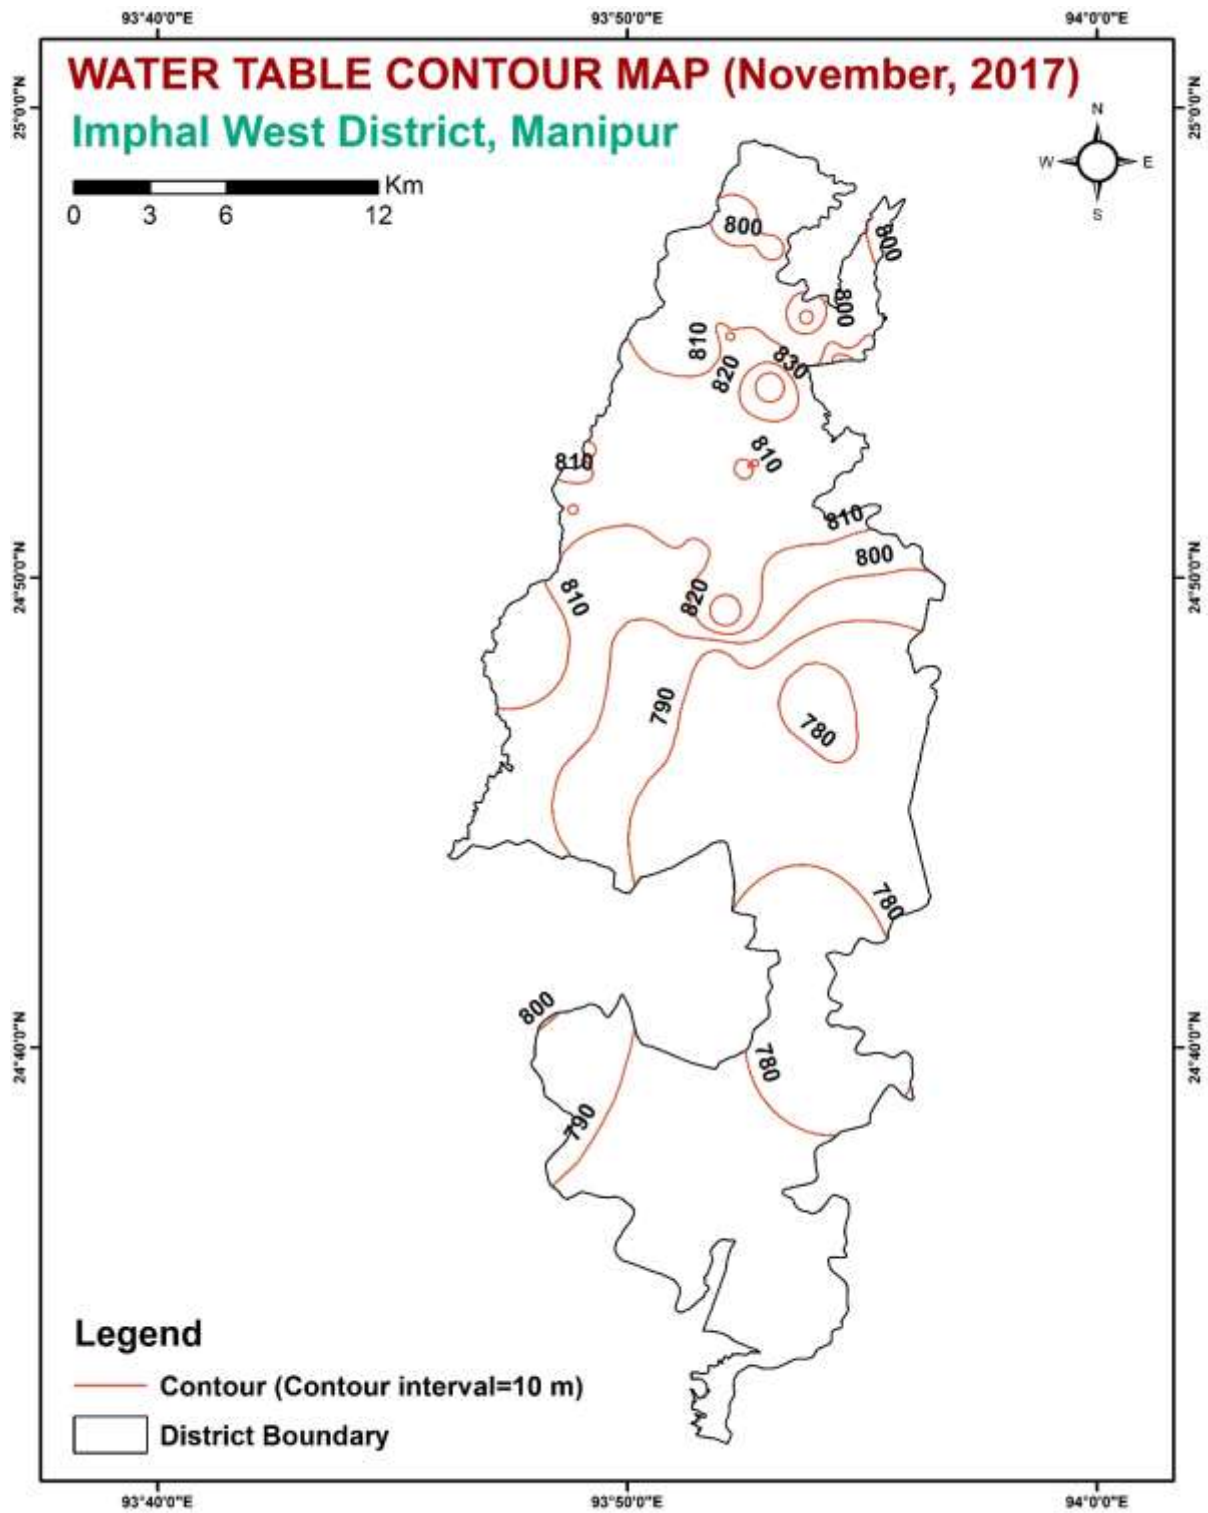 93°40'0"E 93°50'0"E 94°0'0"E
WATER TABLE CONTOUR MAP (November, 2017)
Imphal West District, Manipur
Km
0 3 6 12
N
W E
S
25°0'0"N 25°0'0"N
800
800
800
810
820
830
810
810
810
800
24°50'0"N 24°50'0"N
810
820
790
780
780
800
24°40'0"N 24°40'0"N
780
790
Legend
Contour (Contour interval=10 m)
District Boundary
93°40'0"E 93°50'0"E 94°0'0"E